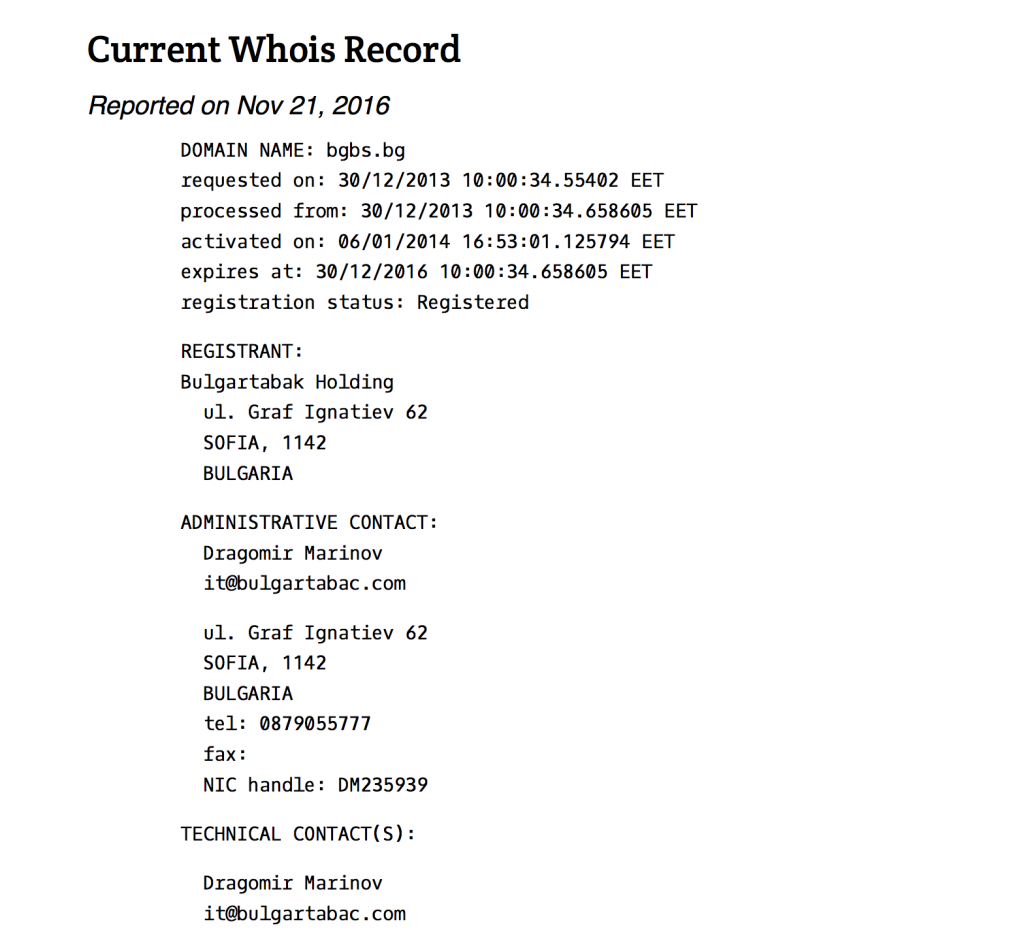 Current Whois Record
Reported on Nov 21, 2016
DOMAIN NAME: bgbs.bg
requested on: 30/12/2013 10:00:34.55402 EET
processed from: 30/12/2013 10:00:34.658605 EET
activated on: 06/01/2014 16:53:01.125794 EET
expires at: 30/12/2016 10:00:34.658605 EET
registration status: Registered
REGISTRANT:
Bulgartabak Holding
ul. Graf Ignatiev 62
SOFIA, 1142
BULGARIA
ADMINISTRATIVE CONTACT:
Dragomir Marinov
it@bulgartabac.com
ul. Graf Ignatiev 62
SOFIA, 1142
BULGARIA
tel: 0879055777
fax:
NIC handle: DM235939
TECHNICAL CONTACT(S):
Dragomir Marinov
it@bulgartabac.com